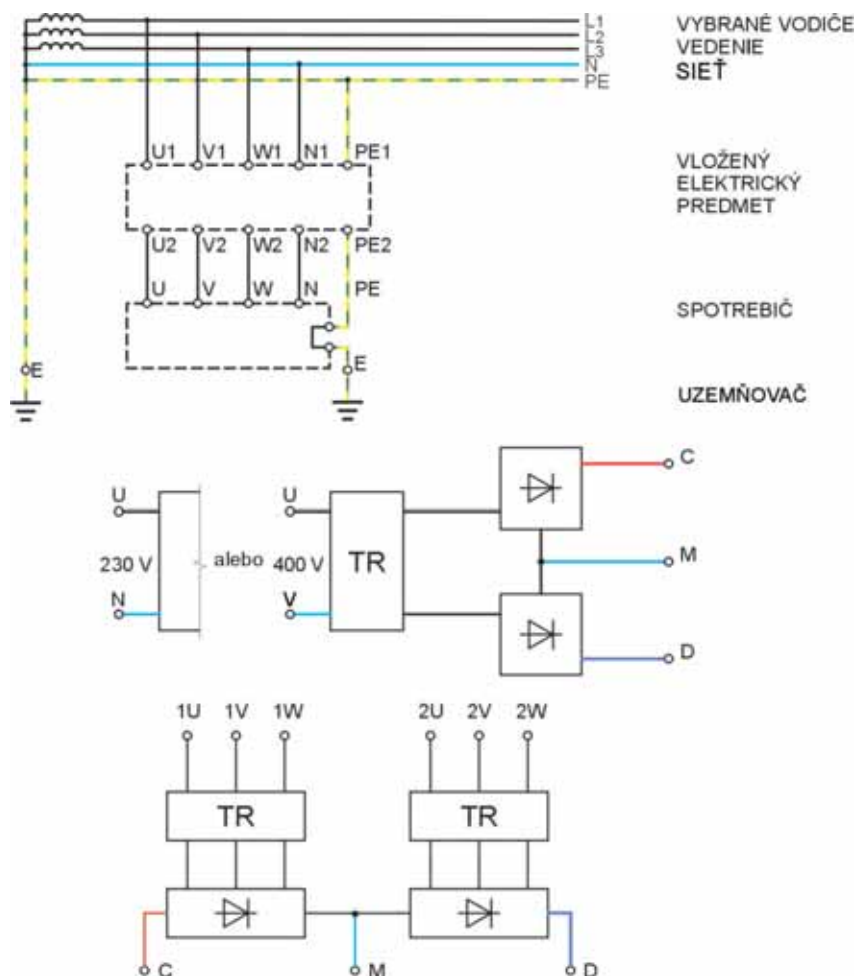 L1
L2
L3
N
PE
VYBRANÉ VODIČE
VEDENIE
SIEŤ
U1 V1 W1 N1 PE1
VLOŽENÝ
ELEKTRICKÝ
PREDMET
U2 V2 W2 N2 PE2
U V W N PE
SPOTREBIČ
E E
UZEMŇOVAČ
U U C
230 V alebo 400 V TR M
N V D
1U 1V 1W 2U 2V 2W
TR TR
C M D